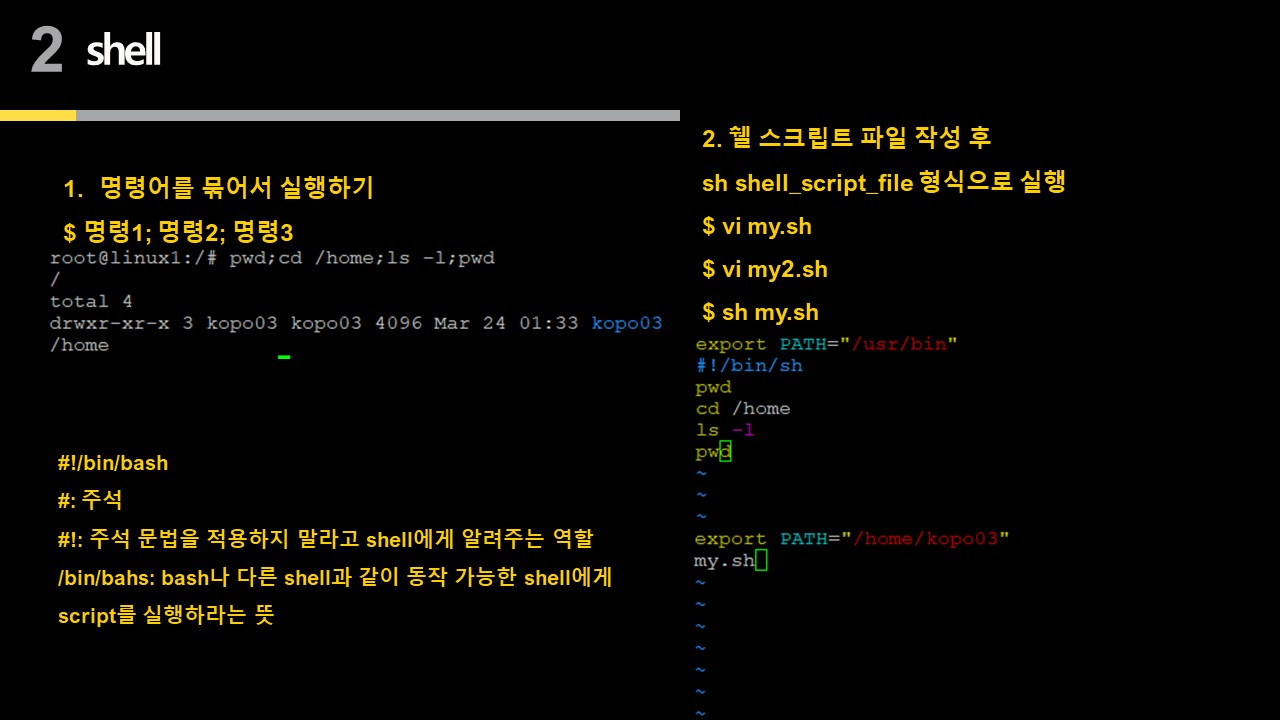 2 shell
1. 명령어를 묶어서 실행하기
$ 명령1; 명령2; 명령3
root@linux1:/# pwd;cd /home;ls -l;pwd
/
total 4
drwxr-xr-x 3 kopo03 kopo03 4096 Mar 24 01:33 kopo03
/home
#!/bin/bash
#: 주석
#!: 주석 문법을 적용하지 말라고 shell에게 알려주는 역할
/bin/bahs: bash나 다른 shell과 같이 동작 가능한 shell에게
script를 실행하라는 뜻
2. 쉘 스크립트 파일 작성 후
sh shell_script_file 형식으로 실행
$ vi my.sh
$ vi my2.sh
$ sh my.sh
export PATH="/usr/bin"
#!/bin/sh
pwd
cd /home
ls -l
pwd
~
~
~
export PATH="/home/kopo03"
my.sh
~
~
~
~
~
~
~